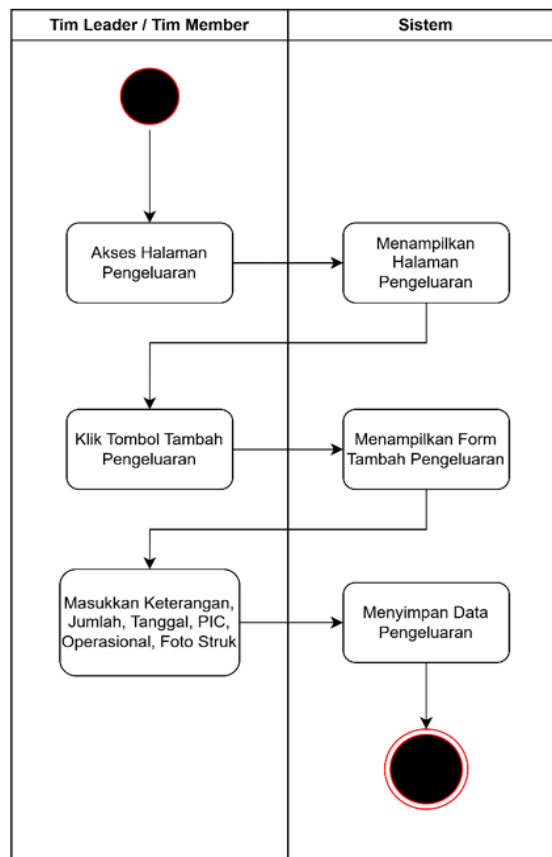 Tim Leader / Tim Member
Sistem
Akses Halaman
Pengeluaran
Menampilkan
Halaman
Pengeluaran
Klik Tombol Tambah
Pengeluaran
Menampilkan Form
Tambah Pengeluaran
Masukkan Keterangan,
Jumlah, Tanggal, PIC,
Operasional, Foto Struk
Menyimpan Data
Pengeluaran